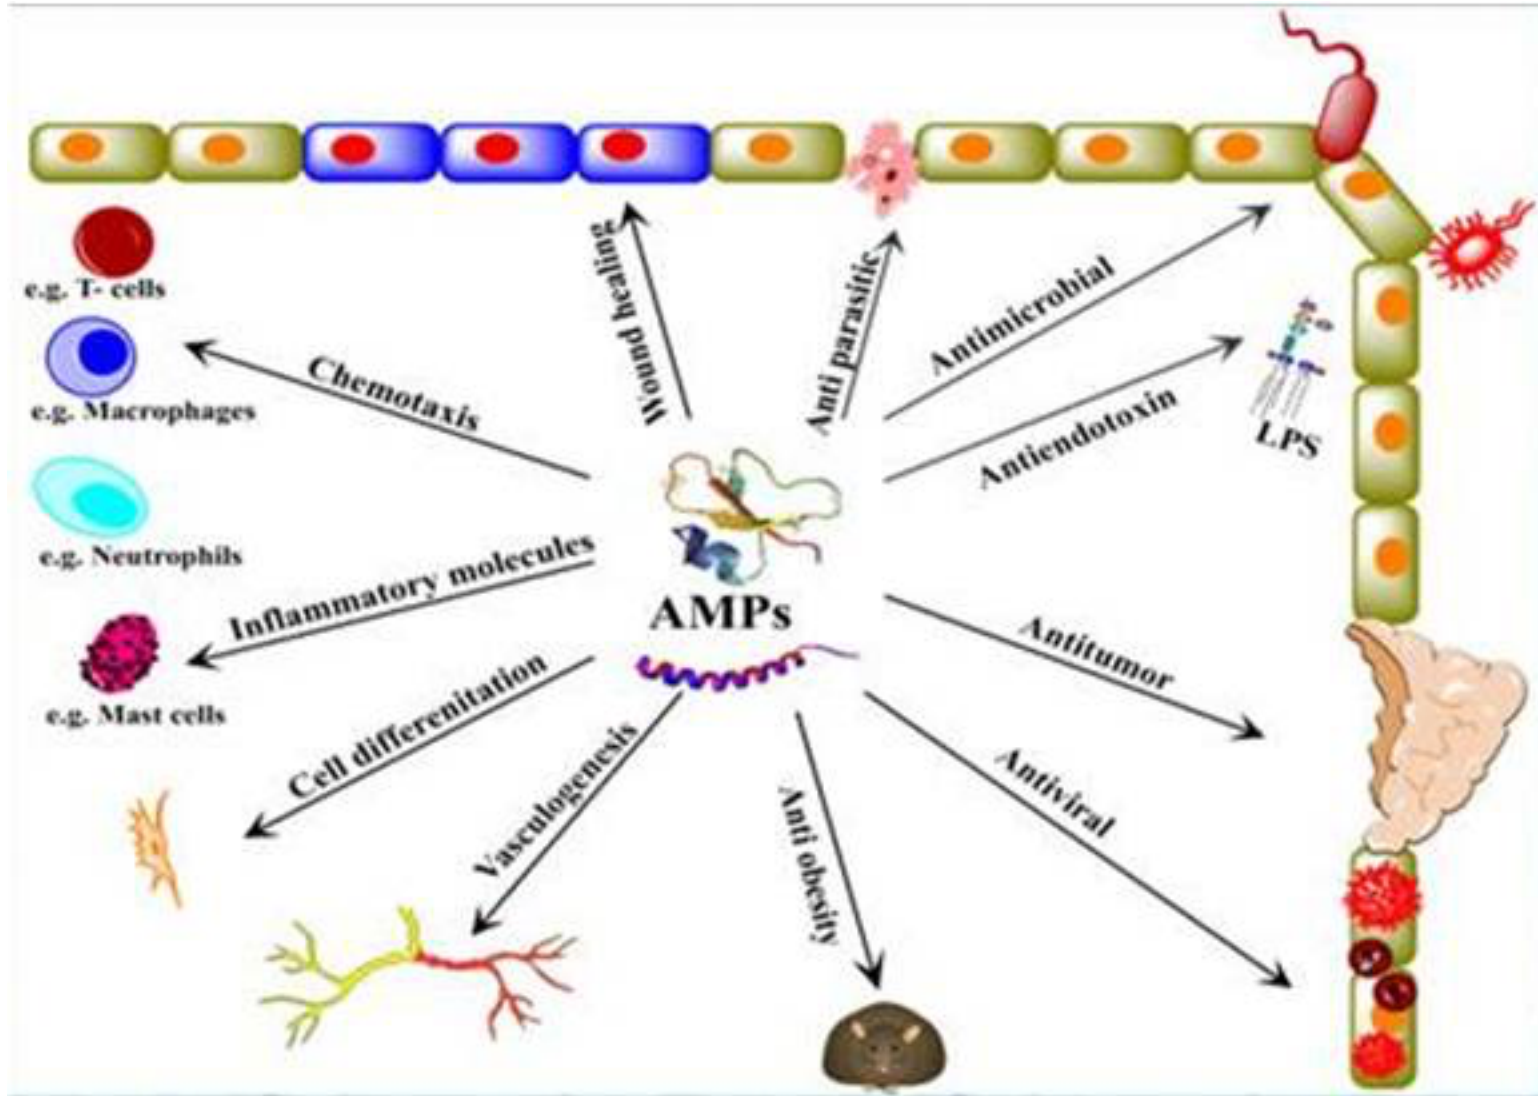 Wound healing
Anti parasitic
Antimicrobial
Antiendotoxin
LPS
e.g. T- cells
e.g. Macrophages
Chemotaxis
e.g. Neutrophils
Inflammatory molecules
e.g. Mast cells
AMPs
Cell differenitation
Vasculogenesis
Anti obesity
Antiviral
Antitumor